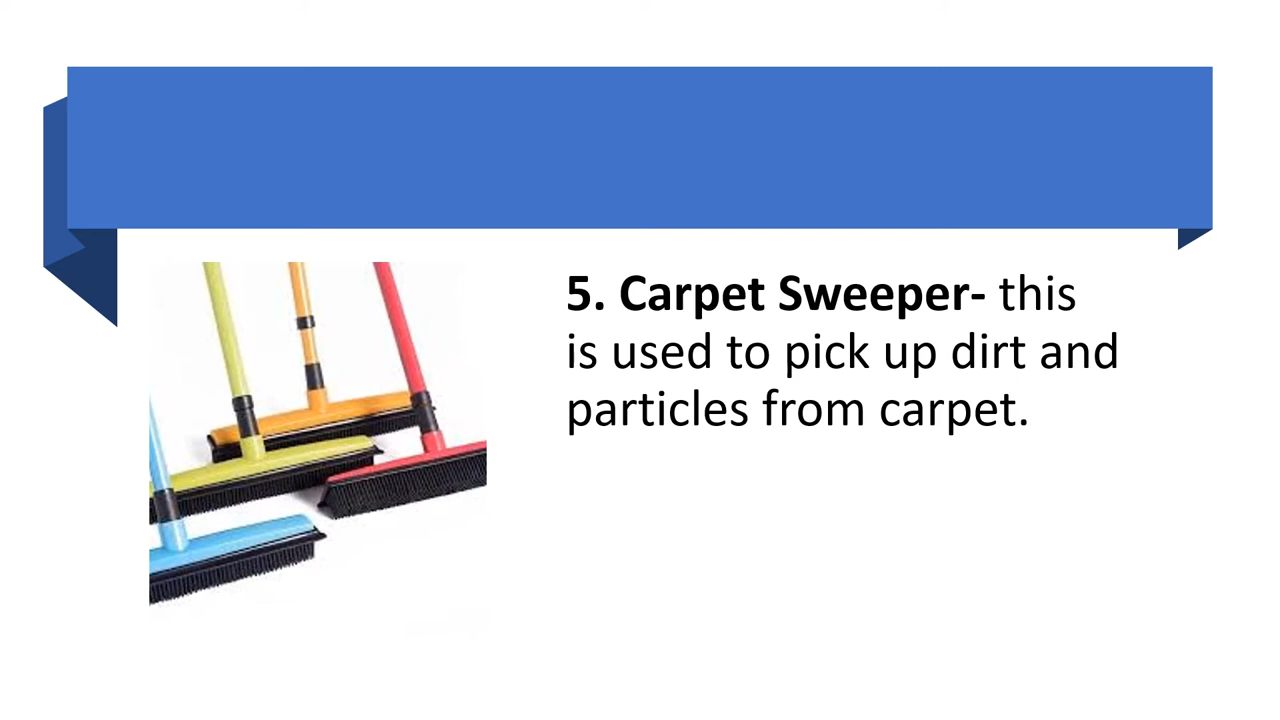 5. Carpet Sweeper- this
is used to pick up dirt and
particles from carpet.